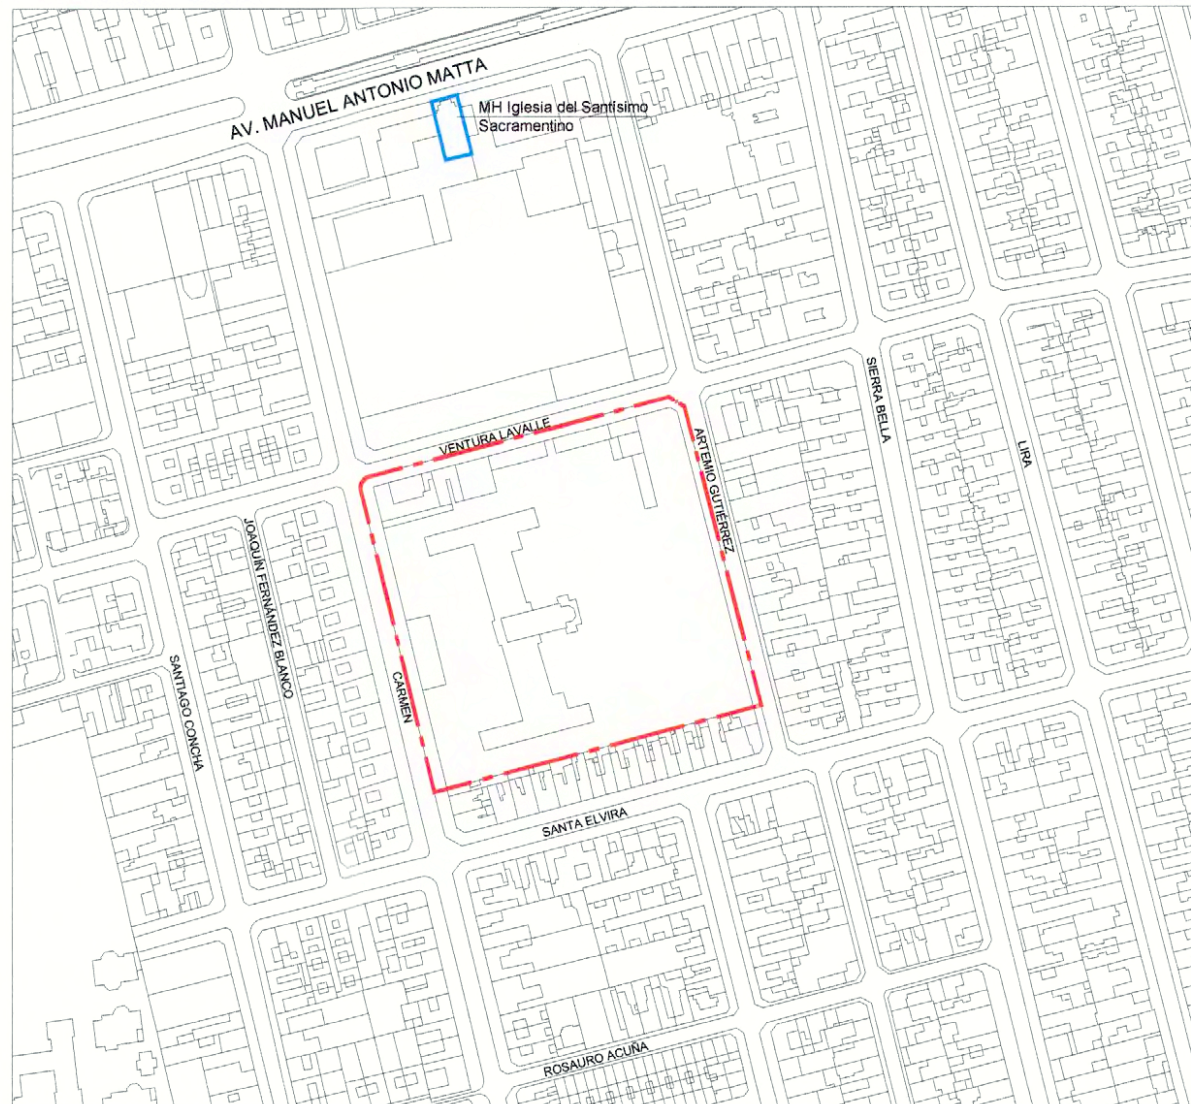 AV. MANUEL ANTONIO MATTA
MH Iglesia del Santísimo
Sacramentino
VENTURA LAVALLE
ARTEMIO GUTIÉRREZ
SIERRA BELLA
LIRA
JOAQUÍN FERNÁNDEZ BLANCO
SANTIAGO CONCHA
CARMEN
SANTA ELVIRA
ROSAURO ACUÑA